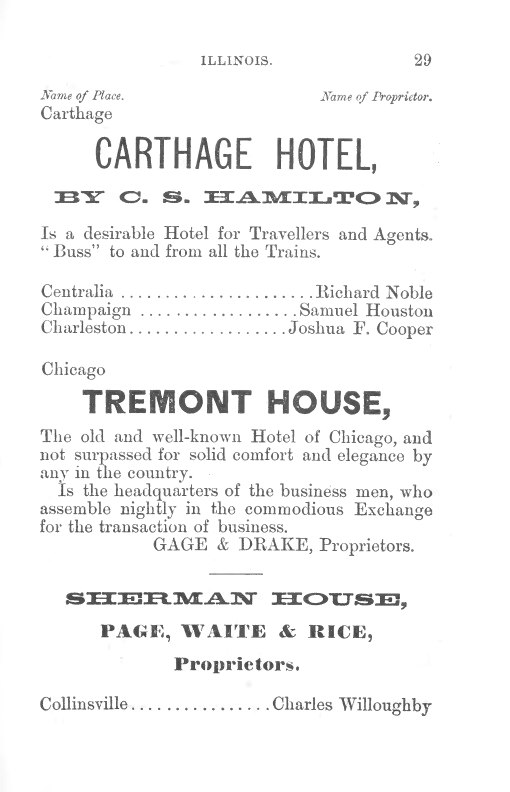 ILLINOIS. 29
Name of Place. Name of Proprietor.
Carthage
CARTHAGE HOTEL,
BY C. S. HAMILTON,
Is a desirable Hotel for Travellers and Agents.
“Buss” to and from all the Trains.
Centralia ......................Richard Noble
Champaign ..................Samuel Houston
Charleston..................Joshua F. Cooper
Chicago
TREMONT HOUSE,
The old and well-known Hotel of Chicago, and
not surpassed for solid comfort and elegance by
any in the country.
Is the headquarters of the business men, who
assemble nightly in the commodious Exchange
for the transaction of business.
GAGE & DRAKE, Proprietors.
SHERMAN HOUSE,
PAGE, WAITE & RICE,
Proprietors.
Collinsville................Charles Willoughby